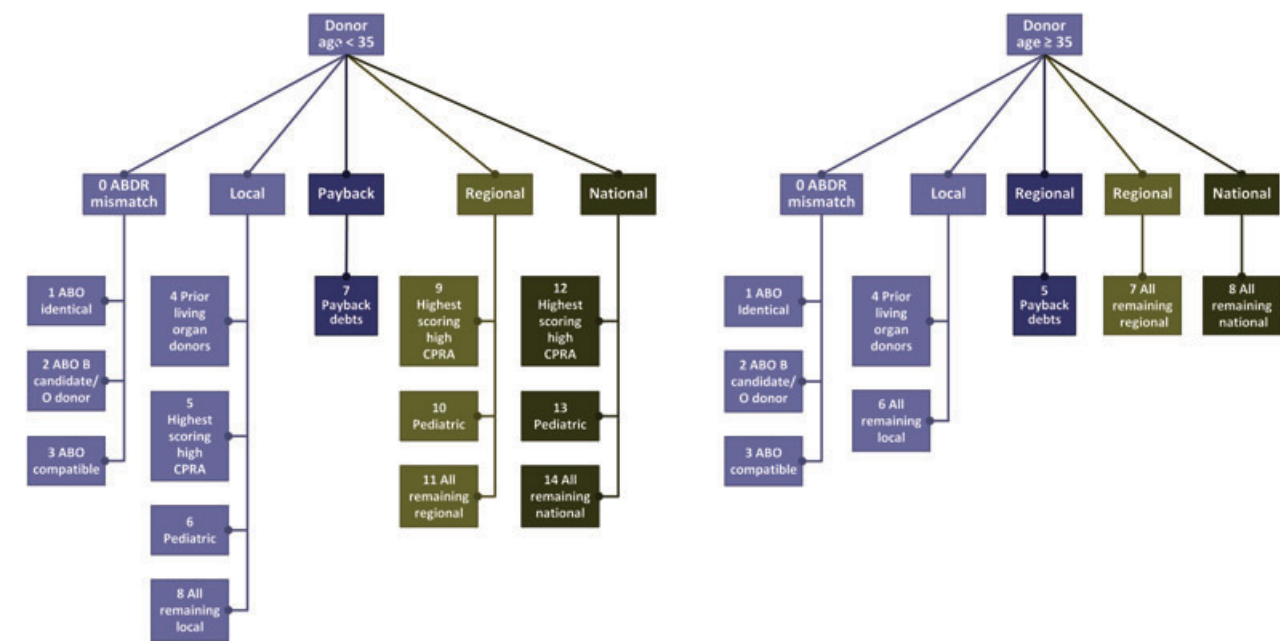 Donor
age < 35
0 ABDR
mismatch
Local
Payback
Regional
National
1 ABO
identical
2 ABO B
candidate/
O donor
3 ABO
compatible
4 Prior
living
organ
donors
5
Highest
scoring
high
CPRA
6
Pediatric
8 All
remaining
local
7
Payback
debts
9
Highest
scoring
high
CPRA
10
Pediatric
11 All
remaining
regional
12
Highest
scoring
high
CPRA
13
Pediatric
14 All
remaining
national
Donor
age ≥ 35
0 ABDR
mismatch
Local
Regional
Regional
National
1 ABO
Identical
2 ABO B
candidate/
O donor
3 ABO
compatible
4 Prior
living
organ
donors
6 All
remaining
local
5
Payback
debts
7 All
remaining
regional
8 All
remaining
national